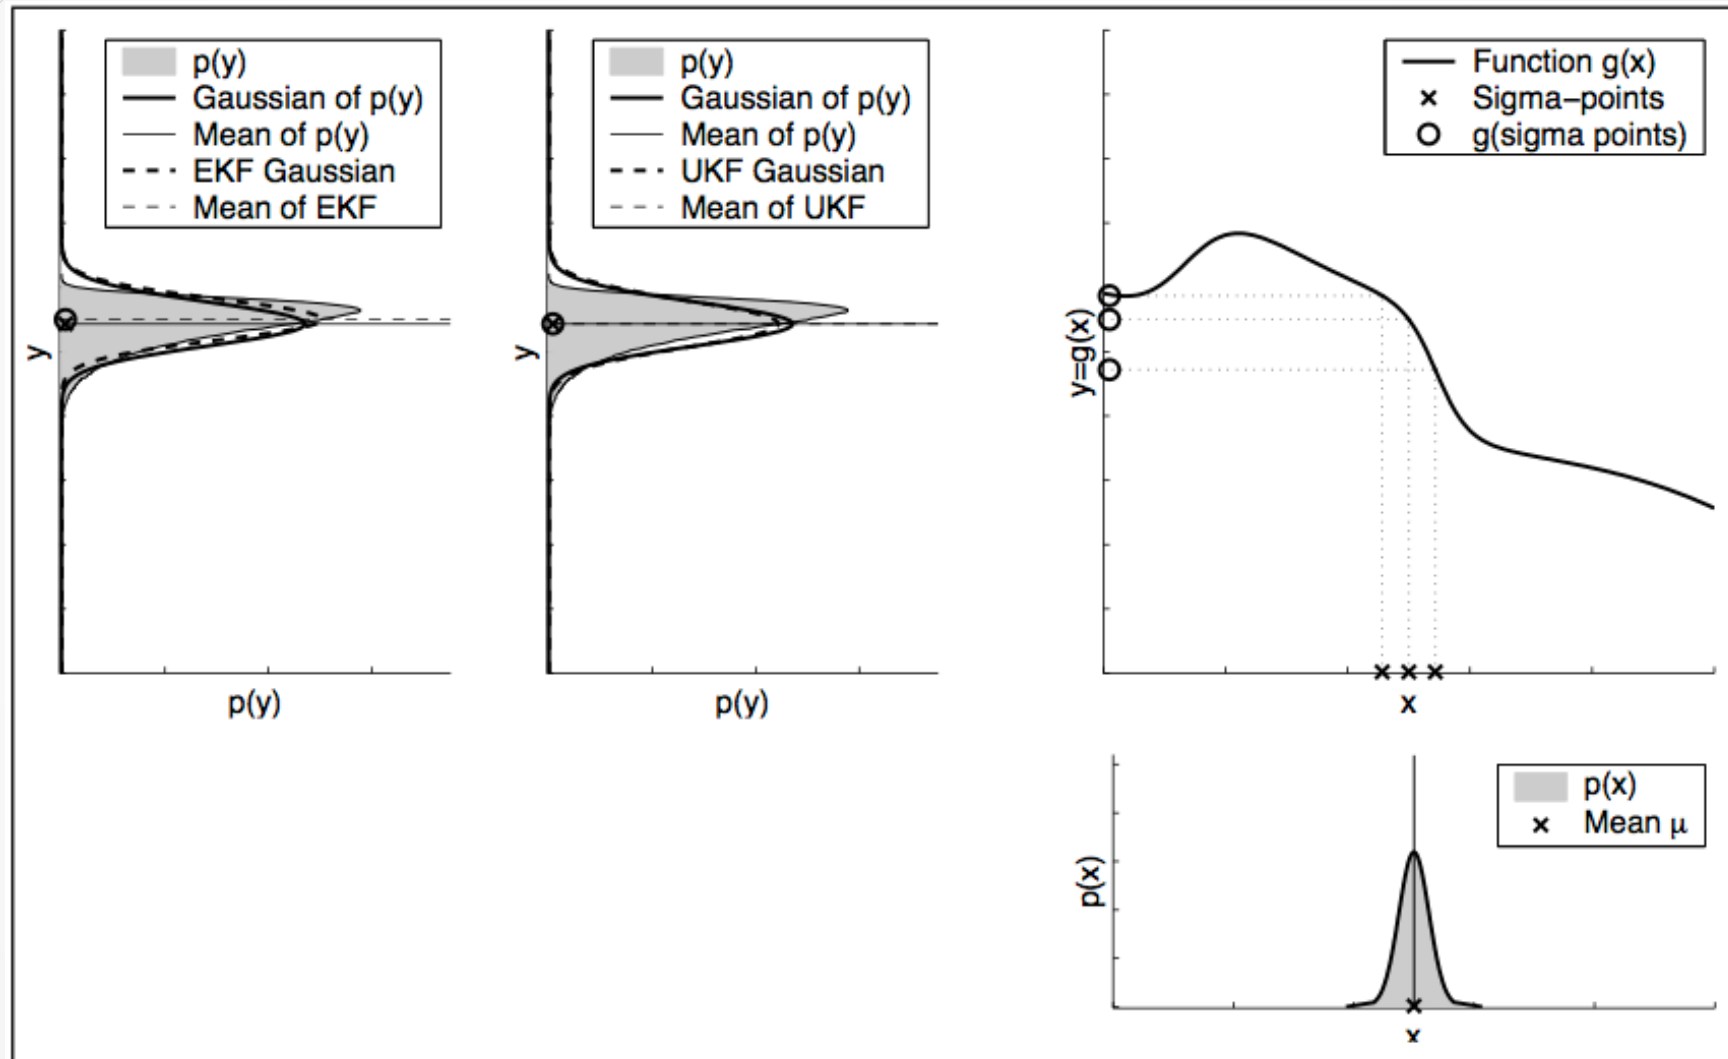 p(y)
Gaussian of p(y)
Mean of p(y)
EKF Gaussian
Mean of EKF
y
p(y)
p(y)
Gaussian of p(y)
Mean of p(y)
UKF Gaussian
Mean of UKF
y
p(y)
Function g(x)
Sigma−points
g(sigma points)
y=g(x)
x
p(x)
Mean μ
p(x)
x